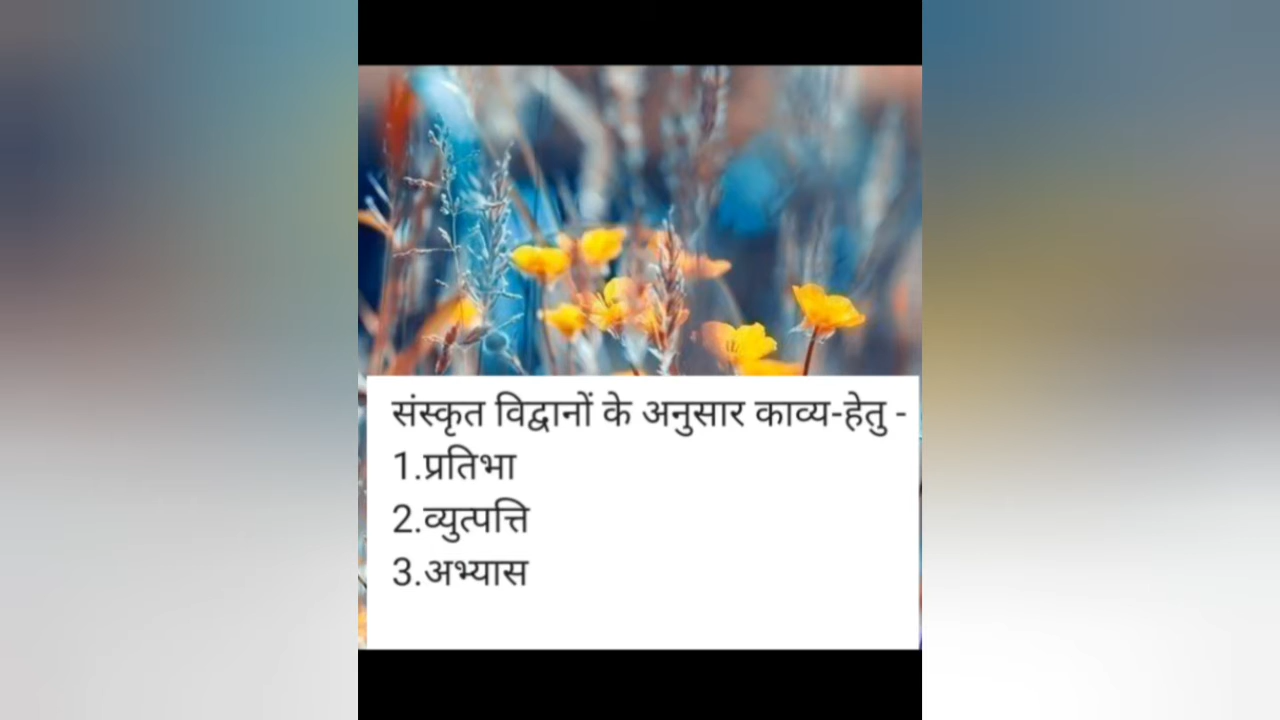 संस्कृत विद्वानों के अनुसार काव्य-हेतु -
1.प्रतिभा
2.व्युत्पत्ति
3.अभ्यास